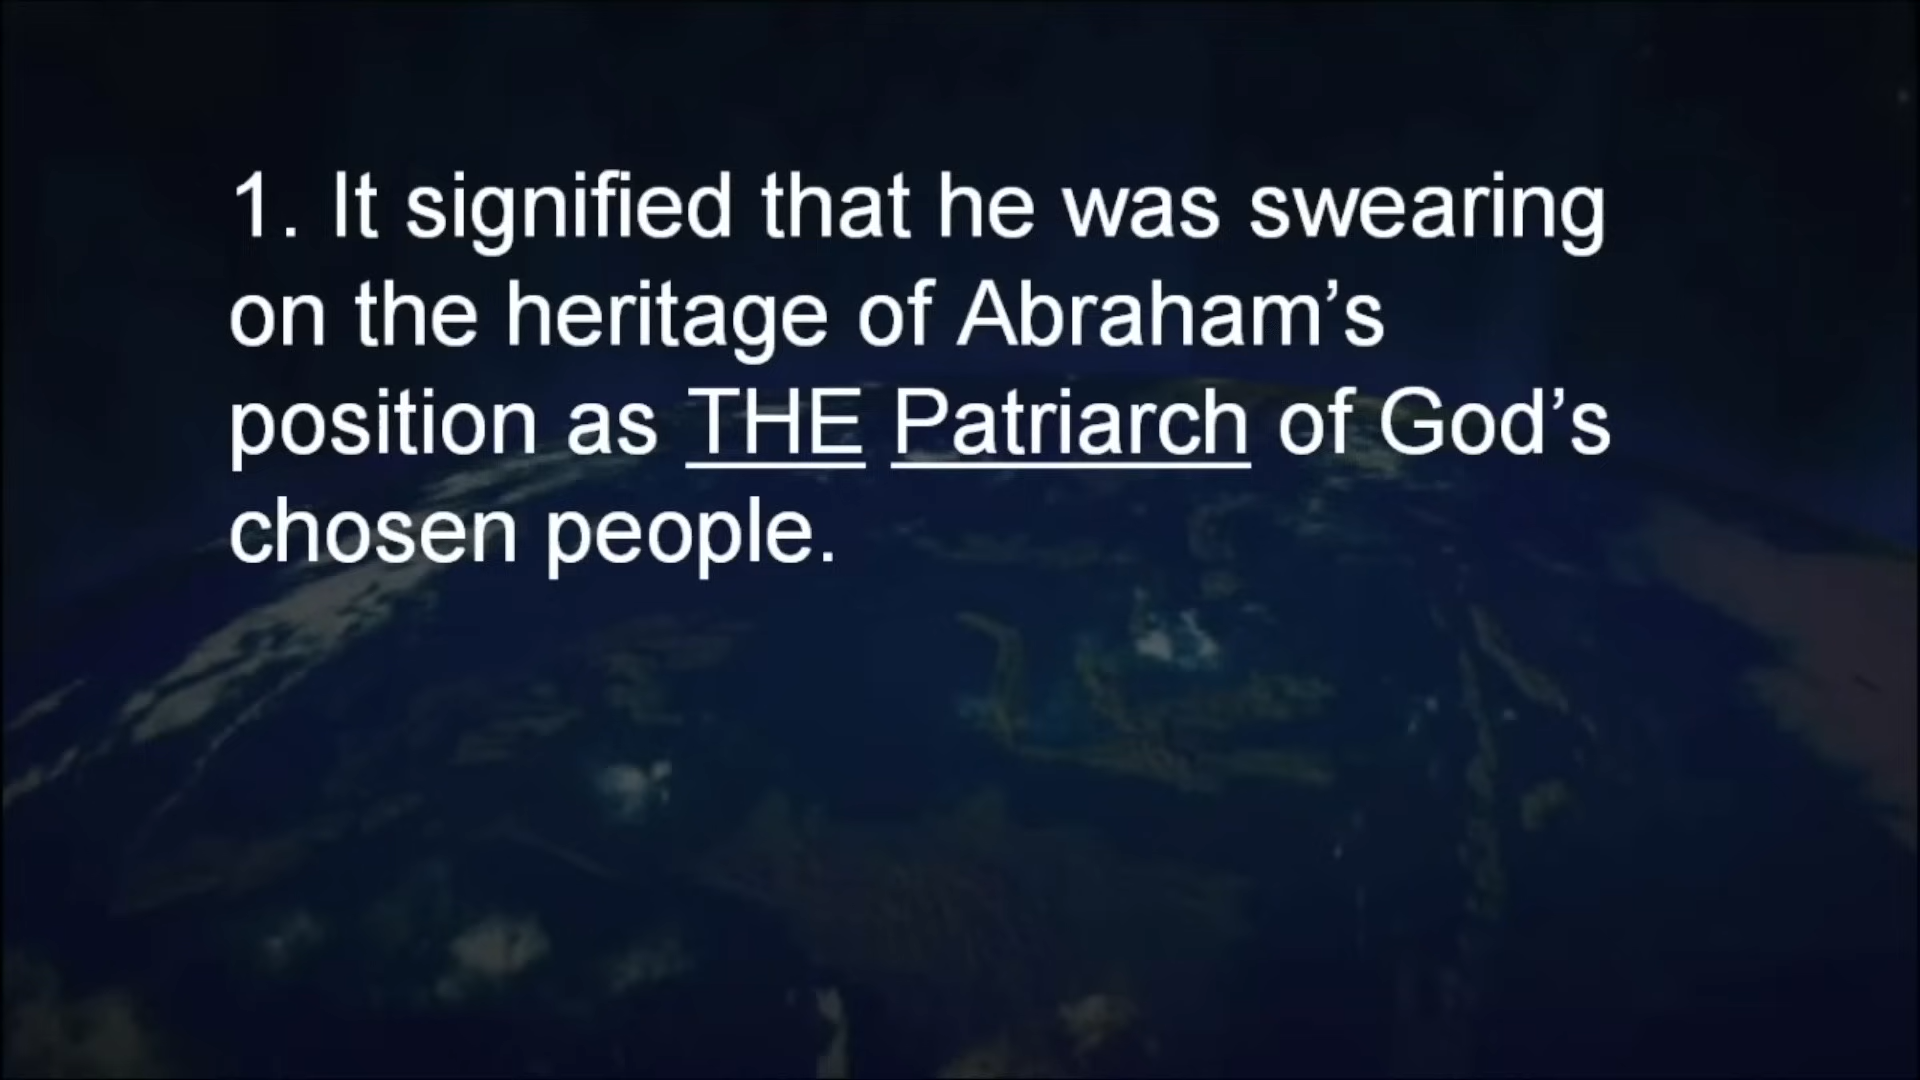 1. It signified that he was swearing
on the heritage of Abraham’s
position as THE Patriarch of God’s
chosen people.